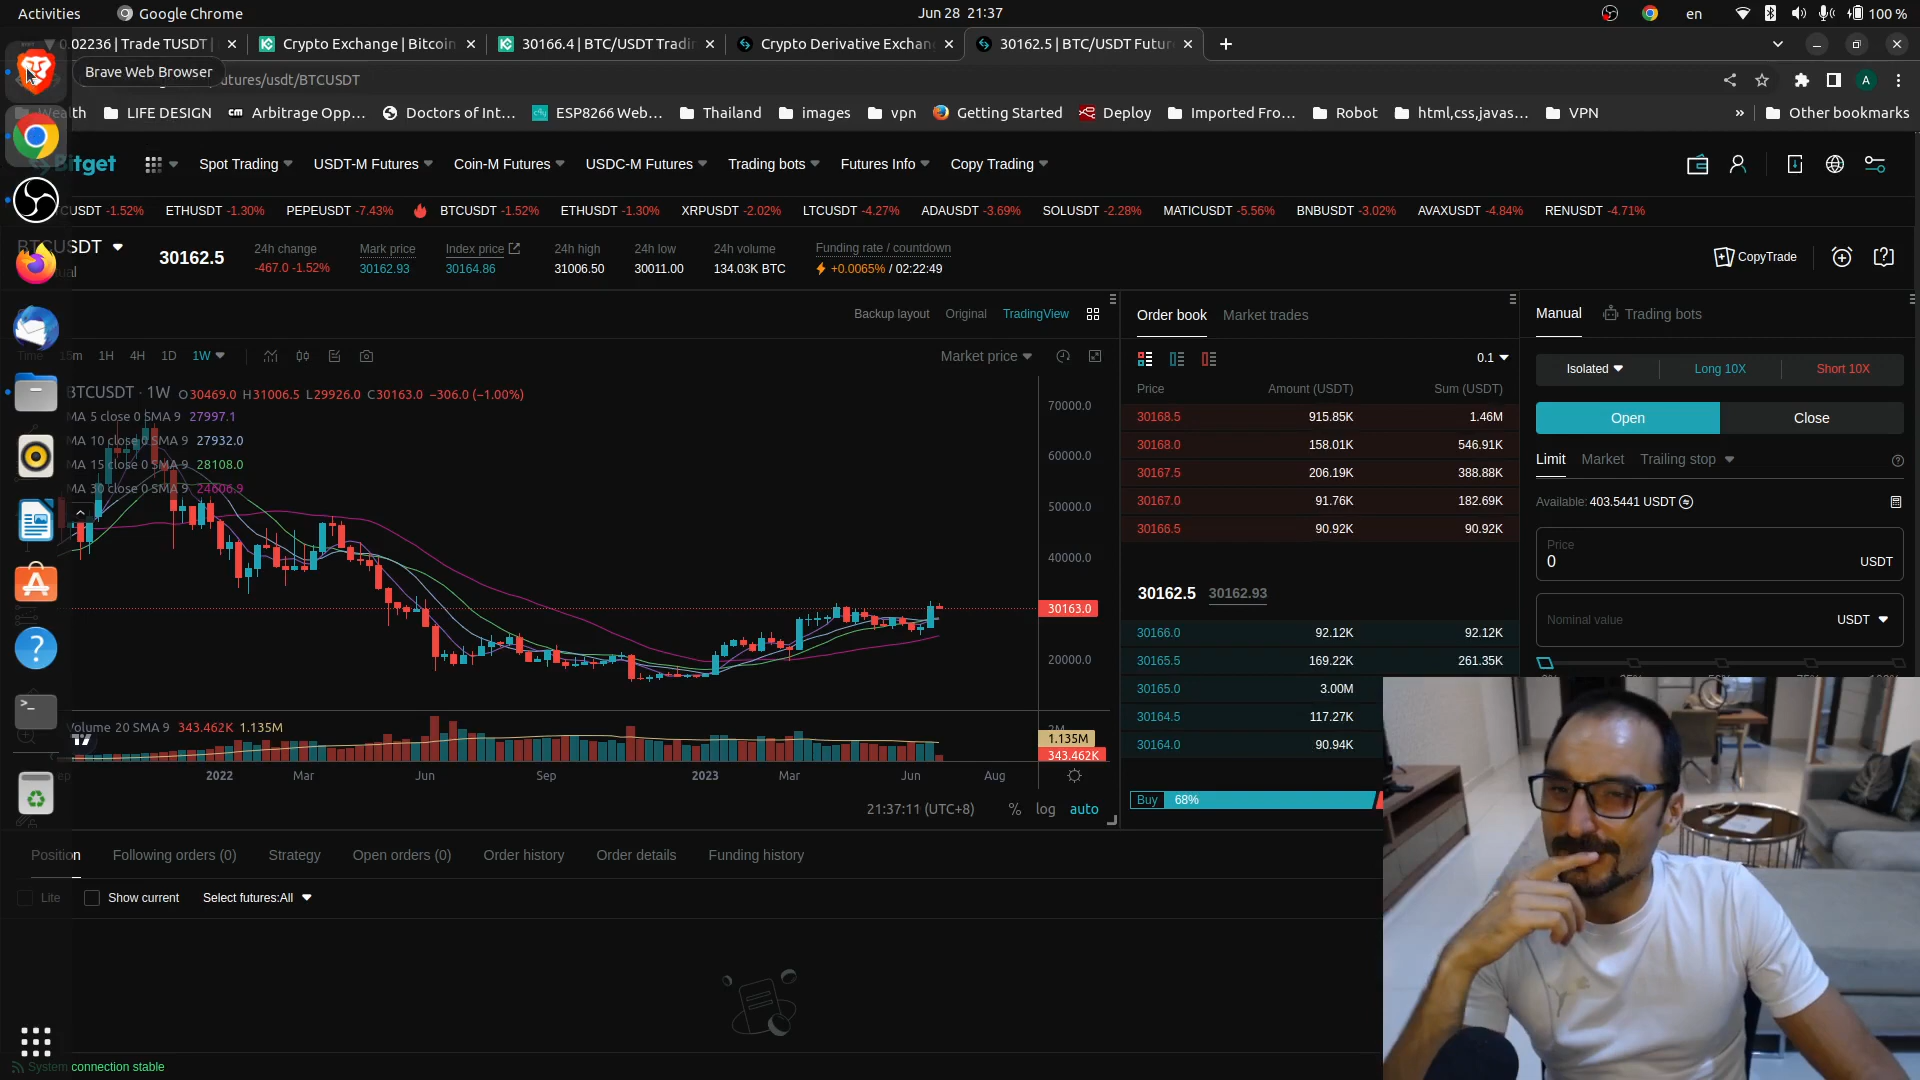 Activities Google Chrome Jun 28 21:37 en 100 %
0.02236 | Trade TUSDT | Crypto Exchange | Bitcoin 30166.4 | BTC/USDT Tradi Crypto Derivative Exchan 30162.5 | BTC/USDT Futur
Brave Web Browser utures/usdt/BTCUSDT
Wealth LIFE DESIGN Arbitrage Opp... Doctors of Int... ESP8266 Web... Thailand images vpn Getting Started Deploy Imported Fro... Robot html,css,javas... VPN » Other bookmarks
Bitget Spot Trading USDT-M Futures Coin-M Futures USDC-M Futures Trading bots Futures Info Copy Trading
CUSDT -1.52% ETHUSDT -1.30% PEPEUSDT -7.43% BTCUSDT -1.52% ETHUSDT -1.30% XRPUSDT -2.02% LTCUSDT -4.27% ADAUSDT -3.69% SOLUSDT -2.28% MATICUSDT -5.56% BNBUSDT -3.02% AVAXUSDT -4.84% RENUSDT -4.71%
BTCUSDT 30162.5 24h change Mark price Index price 24h high 24h low 24h volume Funding rate / countdown CopyTrade
-467.0 -1.52% 30162.93 30164.86 31006.50 30011.00 134.03K BTC +0.0065% / 02:22:49
Backup layout Original TradingView
Time 15m 1H 4H 1D 1W Market price
BTCUSDT · 1W O30469.0 H31006.5 L29926.0 C30163.0 −306.0 (−1.00%)
MA 5 close 0 SMA 9 27997.1
MA 10 close 0 SMA 9 27932.0
MA 15 close 0 SMA 9 28108.0
MA 30 close 0 SMA 9 24606.9
70000.0
60000.0
50000.0
40000.0
30163.0
20000.0
Volume 20 SMA 9 343.462K 1.135M
2M
1.135M
343.462K
2022 Mar Jun Sep 2023 Mar Jun Aug
21:37:11 (UTC+8) % log auto
Order book Market trades
0.1
Price Amount (USDT) Sum (USDT)
30168.5 915.85K 1.46M
30168.0 158.01K 546.91K
30167.5 206.19K 388.88K
30167.0 91.76K 182.69K
30166.5 90.92K 90.92K
30162.5 30162.93
30166.0 92.12K 92.12K
30165.5 169.22K 261.35K
30165.0 3.00M
30164.5 117.27K
30164.0 90.94K
Buy 68%
Manual Trading bots
Isolated Long 10X Short 10X
Open Close
Limit Market Trailing stop
Available: 403.5441 USDT
Price
0 USDT
Nominal value USDT
Position Following orders (0) Strategy Open orders (0) Order history Order details Funding history
Lite Show current Select futures:All
System connection stable